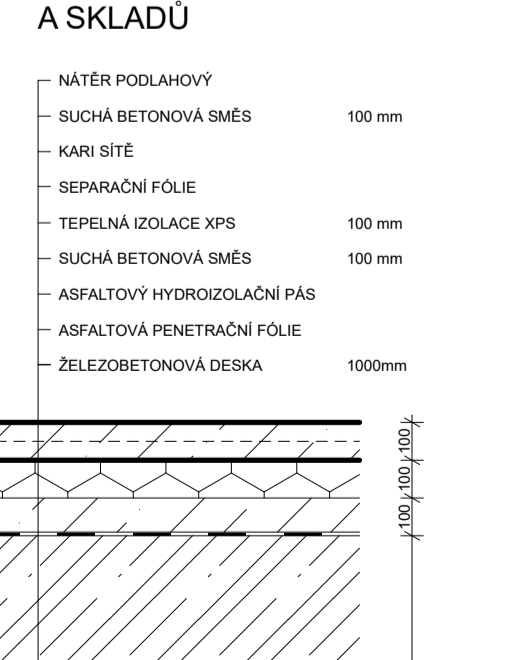 A SKLADŮ
NÁTĚR PODLAHOVÝ
SUCHÁ BETONOVÁ SMĚS 100 mm
KARI SÍTĚ
SEPARAČNÍ FÓLIE
TEPELNÁ IZOLACE XPS 100 mm
SUCHÁ BETONOVÁ SMĚS 100 mm
ASFALTOVÝ HYDROIZOLAČNÍ PÁS
ASFALTOVÁ PENETRAČNÍ FÓLIE
ŽELEZOBETONOVÁ DESKA 1000mm
100
100
100